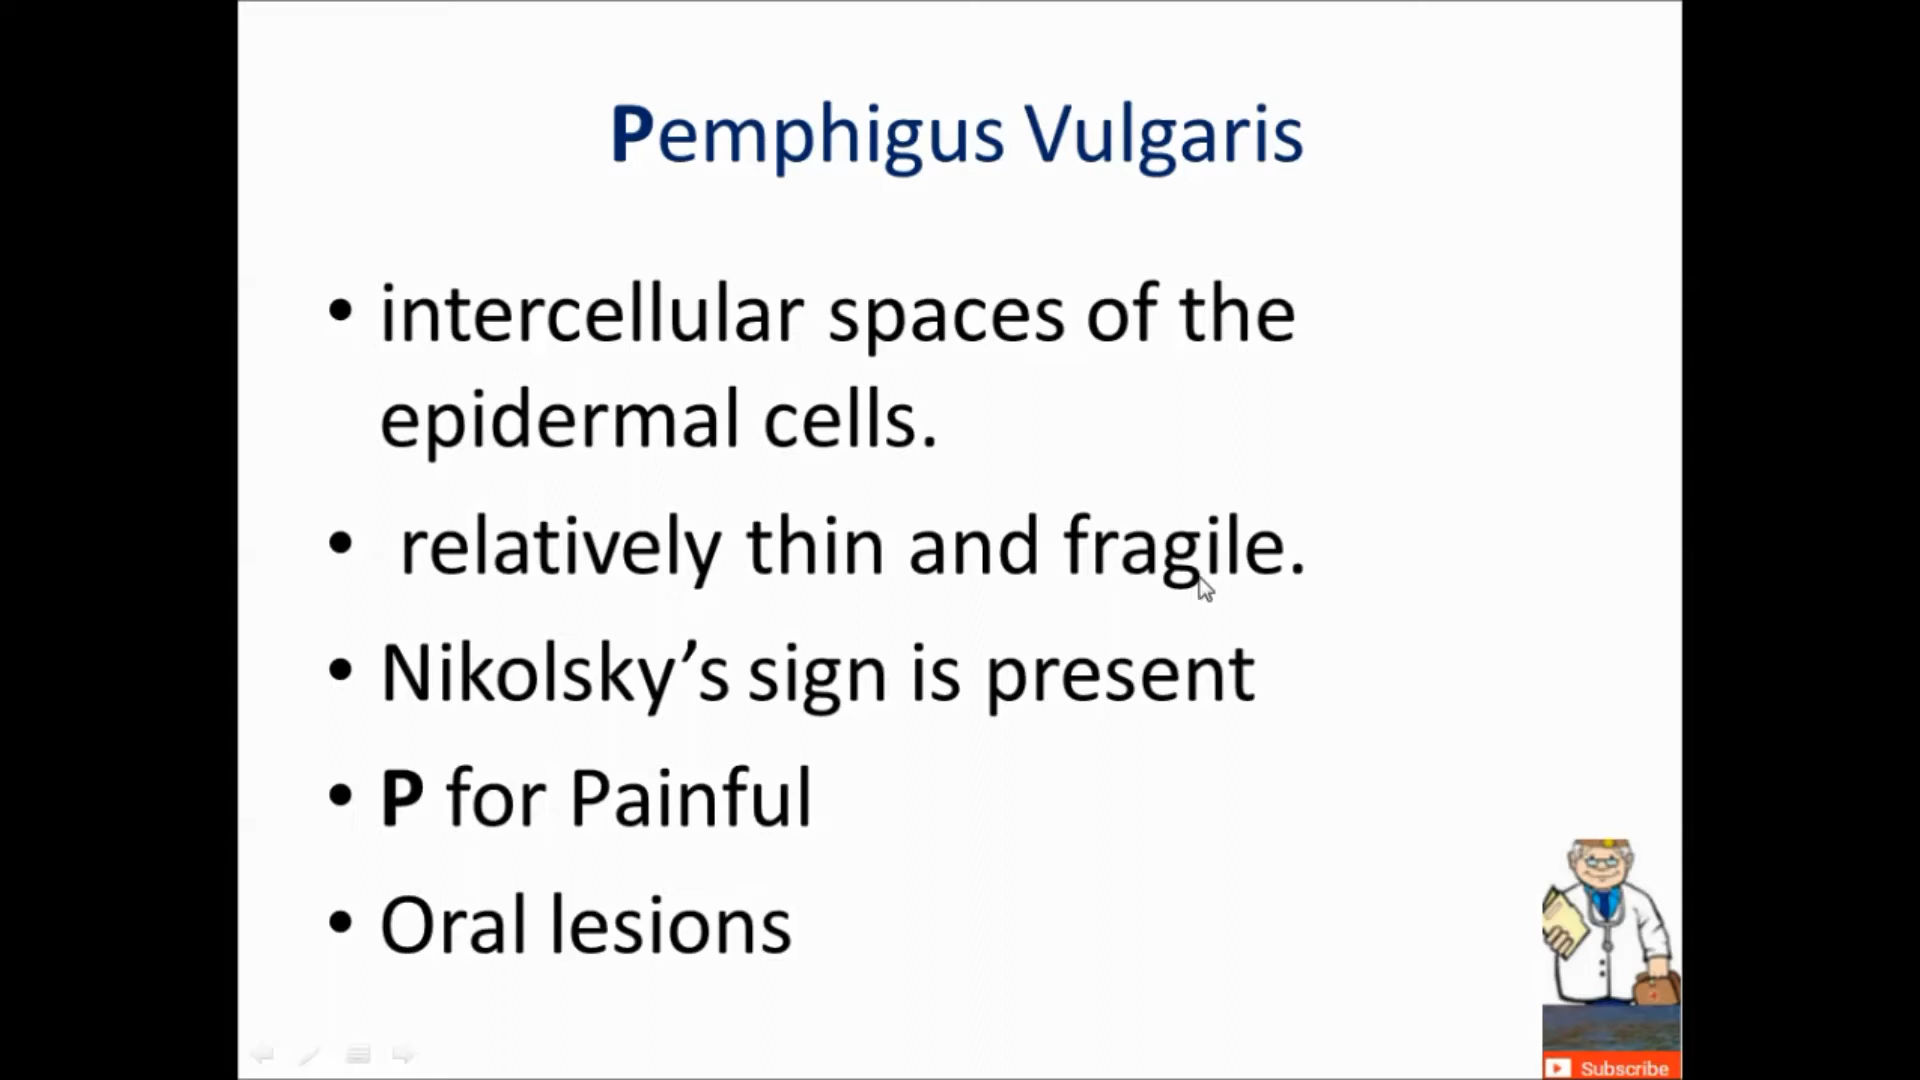 Pemphigus Vulgaris
• intercellular spaces of the
epidermal cells.
• relatively thin and fragile.
• Nikolsky’s sign is present
• P for Painful
• Oral lesions
Subscribe